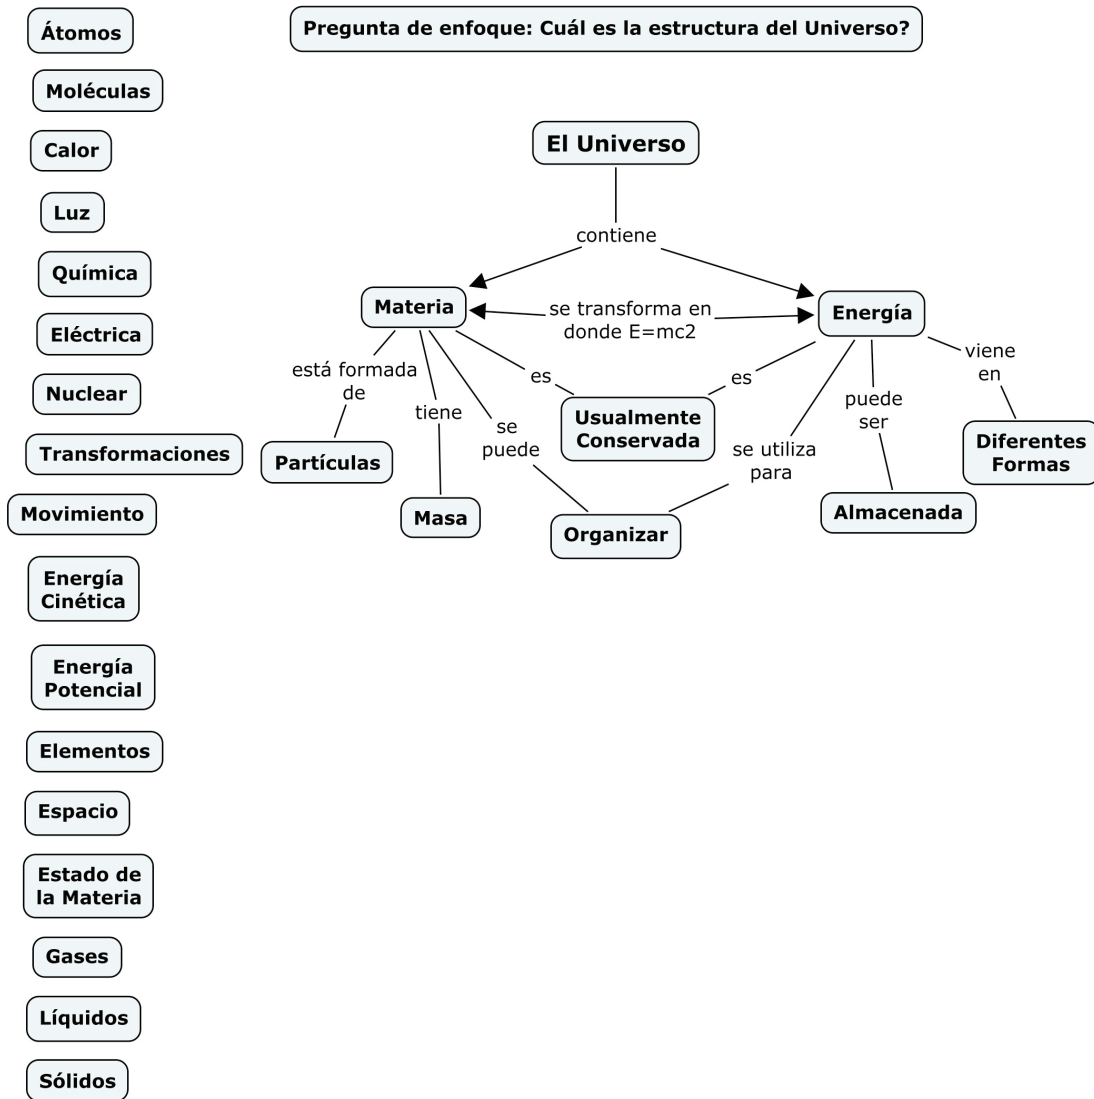 Átomos
Pregunta de enfoque: Cuál es la estructura del Universo?
Moléculas
Calor
Luz
Química
Eléctrica
Nuclear
Transformaciones
Movimiento
Energía
Cinética
Energía
Potencial
Elementos
Espacio
Estado de
la Materia
Gases
Líquidos
Sólidos
El Universo
contiene
Materia
se transforma en
donde E=mc2
Energía
está formada
de
tiene
se
puede
es
es
se utiliza
para
puede
ser
viene
en
Partículas
Masa
Usualmente
Conservada
Organizar
Almacenada
Diferentes
Formas